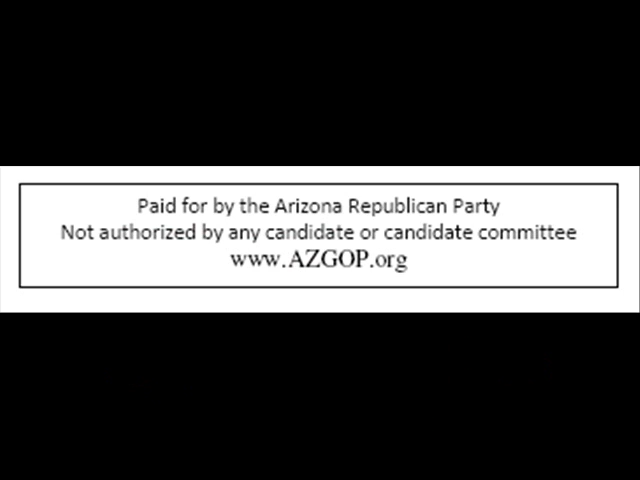 Paid for by the Arizona Republican Party
Not authorized by any candidate or candidate committee
www.AZGOP.org